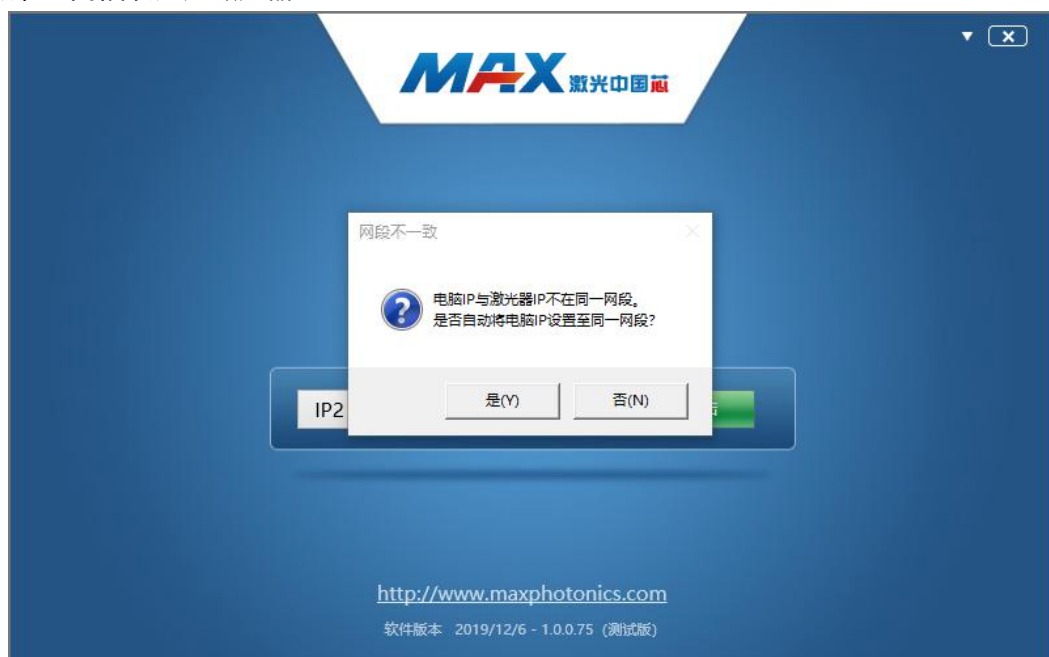 MAX 激光中国芯
网段不一致
电脑IP与激光器IP不在同一网段。
是否自动将电脑IP设置至同一网段?
是(Y) 否(N)
IP2
http://www.maxphotonics.com
软件版本 2019/12/6 - 1.0.0.75 (测试版)